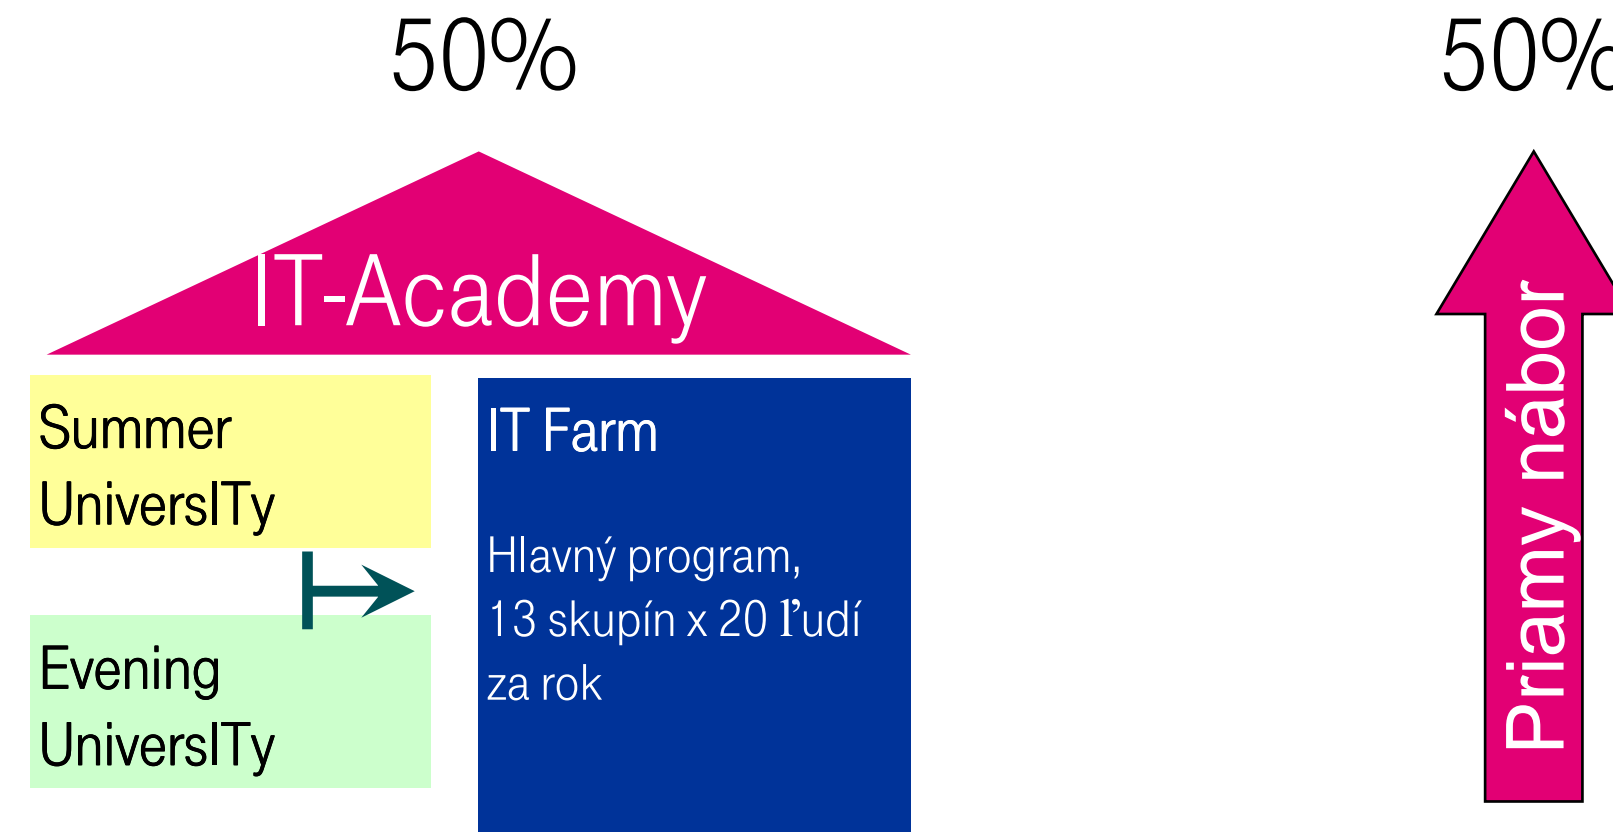 50%
50%
IT-Academy
Summer
UniversITy
IT Farm
Hlavný program,
13 skupín x 20 ľudí
za rok
Evening
UniversITy
Priamy nábor